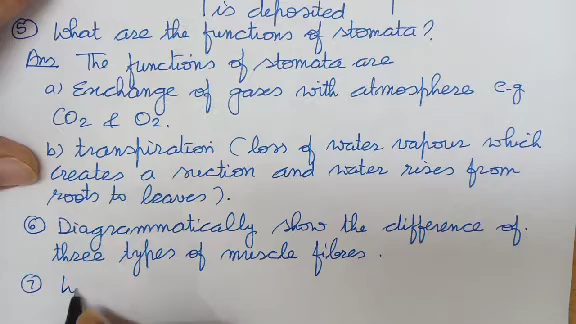 is deposited
⑤ What are the functions of stomata?
Ans The functions of stomata are
a) Exchange of gases with atmosphere e-g
CO2 & O2.
b) transpiration (loss of water vapour which
creates a suction and water rises from
roots to leaves).
⑥ Diagrammatically show the difference of.
three types of muscle fibres.
⑦